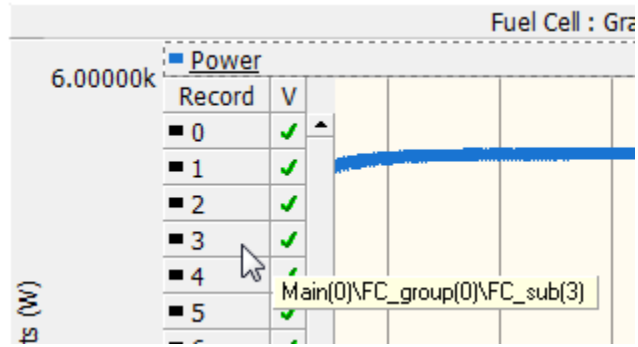 Fuel Cell : Gra
Power
6.00000k
Record V
0
1
2
3
4
Main(0)\FC_group(0)\FC_sub(3)
5
ts (W)